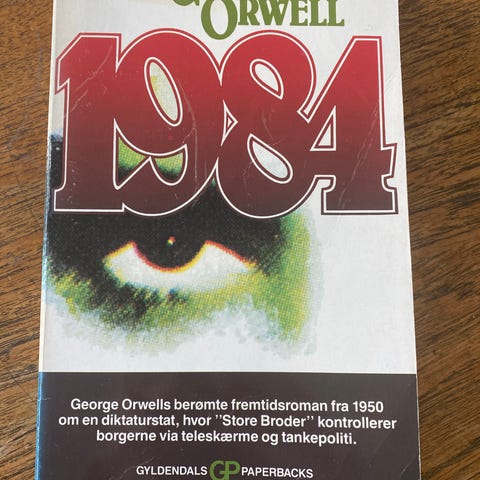 ORWELL
1984
George Orwells berømte fremtidsroman fra 1950
om en diktaturstat, hvor "Store Broder" kontrollerer
borgerne via teleskærme og tankepoliti.
GYLDENDALS GP PAPERBACKS